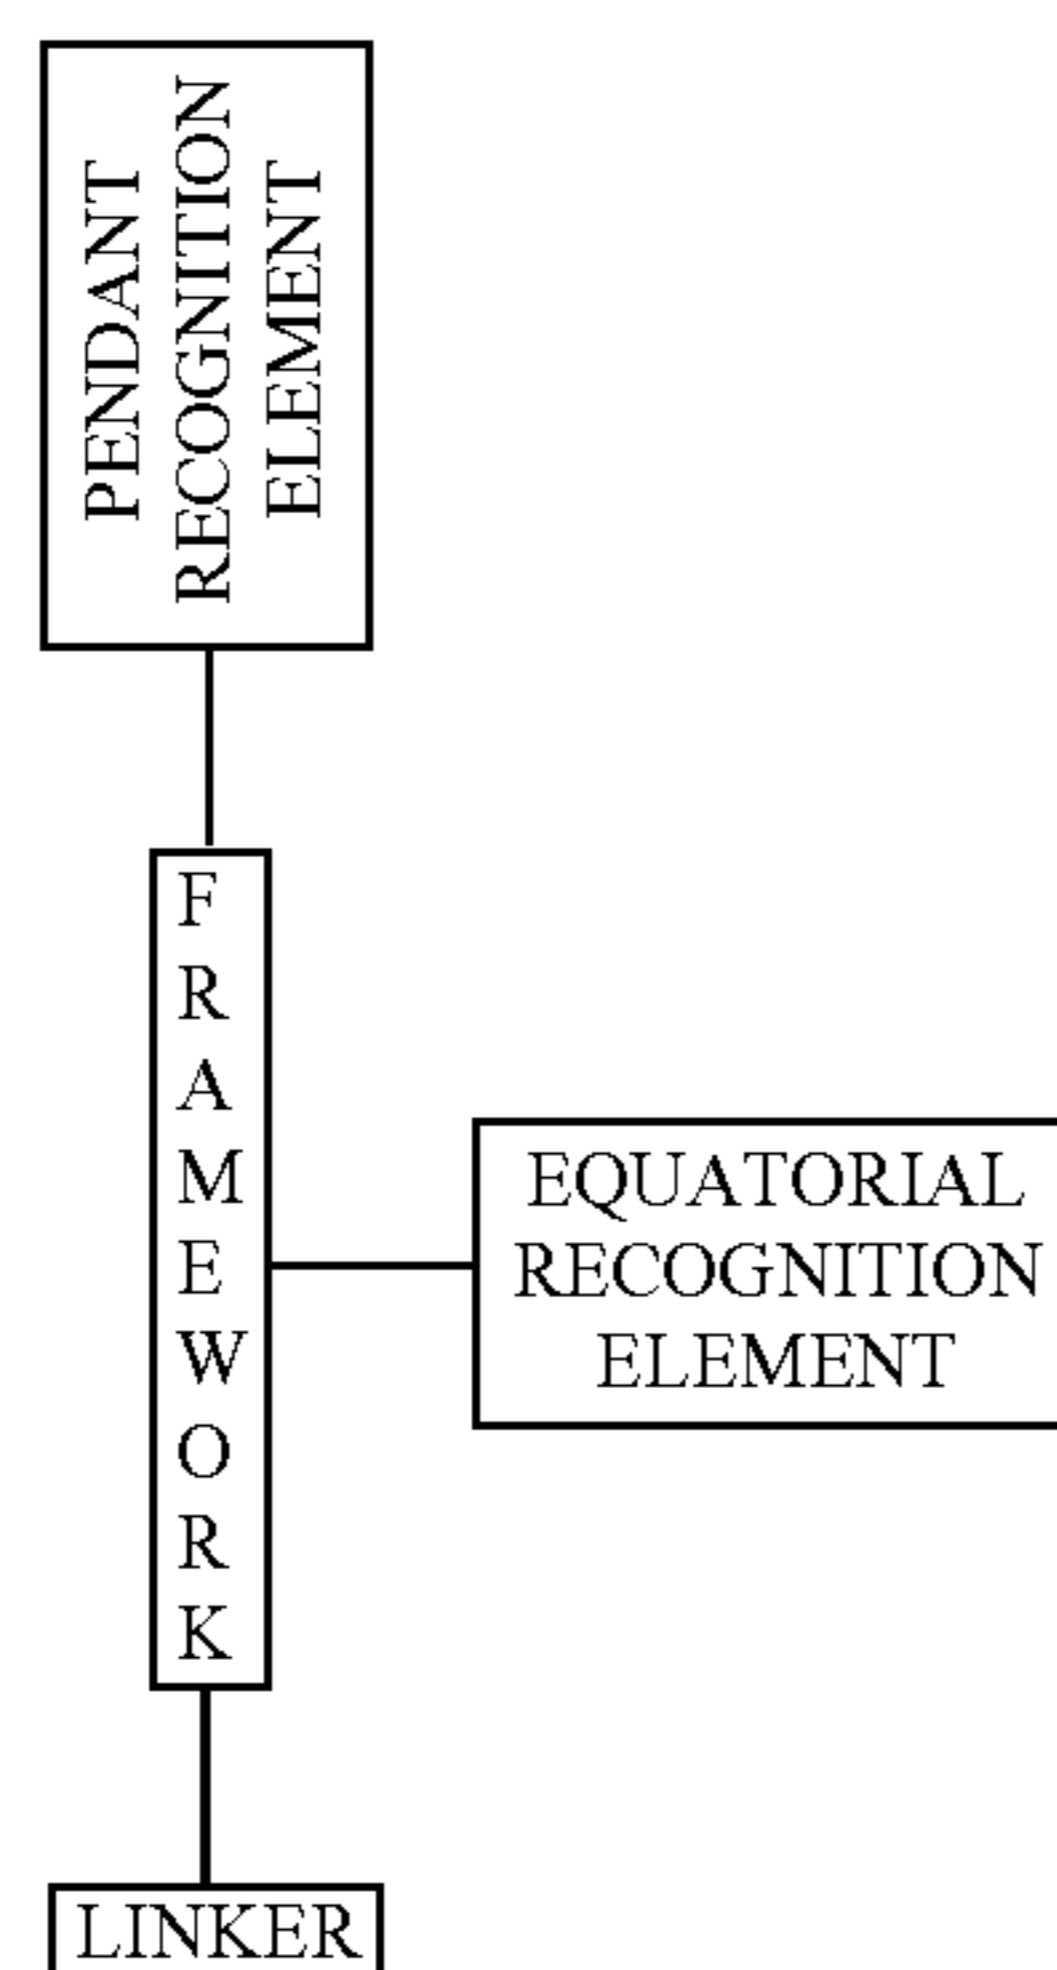 PENDANT
RECOGNITION
ELEMENT
FRAMEWORK
EQUATORIAL
RECOGNITION
ELEMENT
LINKER